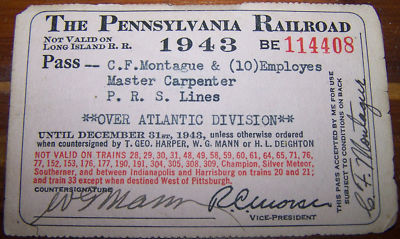 THE PENNSYLVANIA RAILROAD
NOT VALID ON
LONG ISLAND R. R.
1943
BE 114408
Pass — C.F.Montague & (10)Employes
Master Carpenter
P. R. S. Lines
**OVER ATLANTIC DIVISION**
UNTIL DECEMBER 31ST, 1943, unless otherwise ordered
when countersigned by T. GEO. HARPER, W. G. MANN or H. L. DEIGHTON
NOT VALID ON TRAINS 28, 29, 30, 31, 48, 49, 58, 59, 60, 61, 64, 65, 71, 76,
77, 152, 153, 176, 177, 190, 191, 304, 305, 308, 309, Champion, Silver Meteor,
Southerner, and between Indianapolis and Harrisburg on trains 20 and 21;
and train 33 except when destined West of Pittsburgh.
COUNTERSIGNATURE
W G Mann
R. C. Morse
VICE-PRESIDENT
THIS PASS ACCEPTED BY ME FOR USE
SUBJECT TO CONDITIONS ON BACK
C. F. Montague